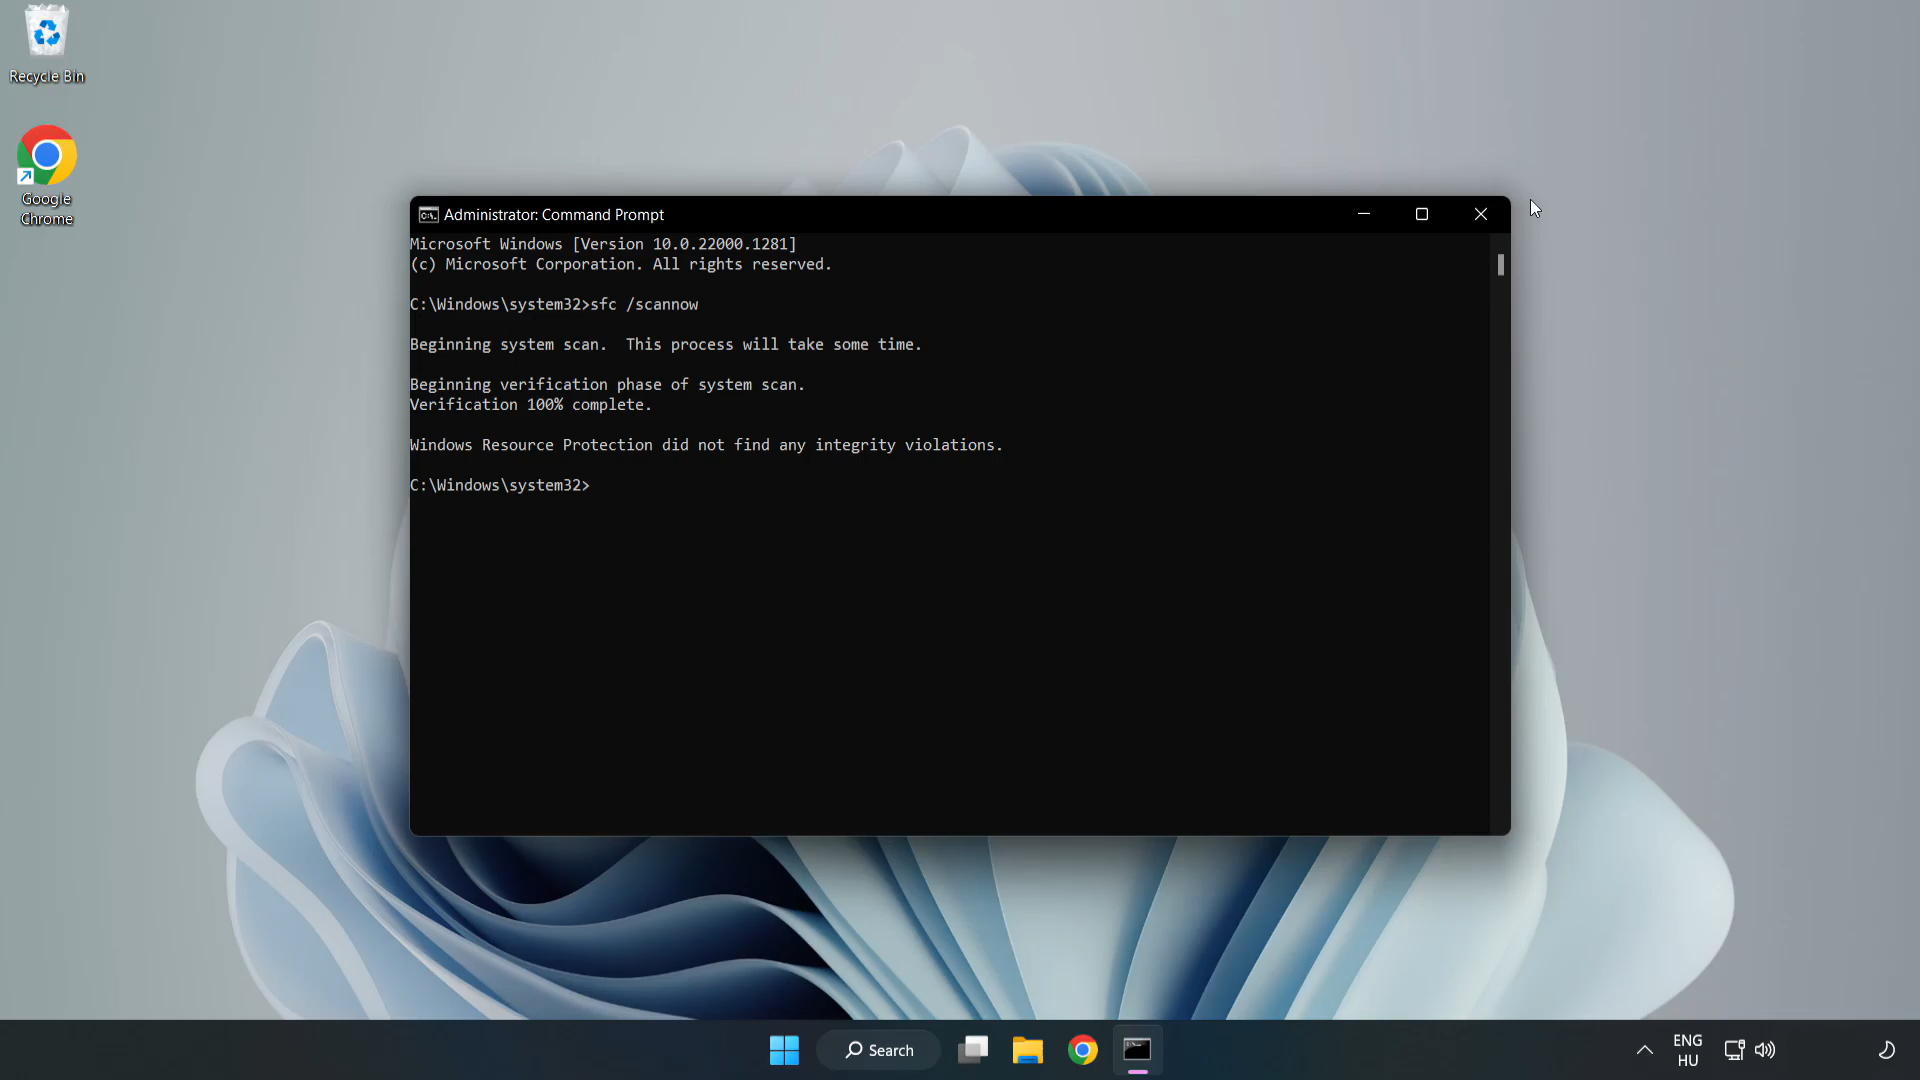 Recycle Bin
Google
Chrome
Administrator: Command Prompt
Microsoft Windows [Version 10.0.22000.1281]
(c) Microsoft Corporation. All rights reserved.
C:\Windows\system32>sfc /scannow
Beginning system scan.  This process will take some time.
Beginning verification phase of system scan.
Verification 100% complete.
Windows Resource Protection did not find any integrity violations.
C:\Windows\system32>
Search
ENG
HU